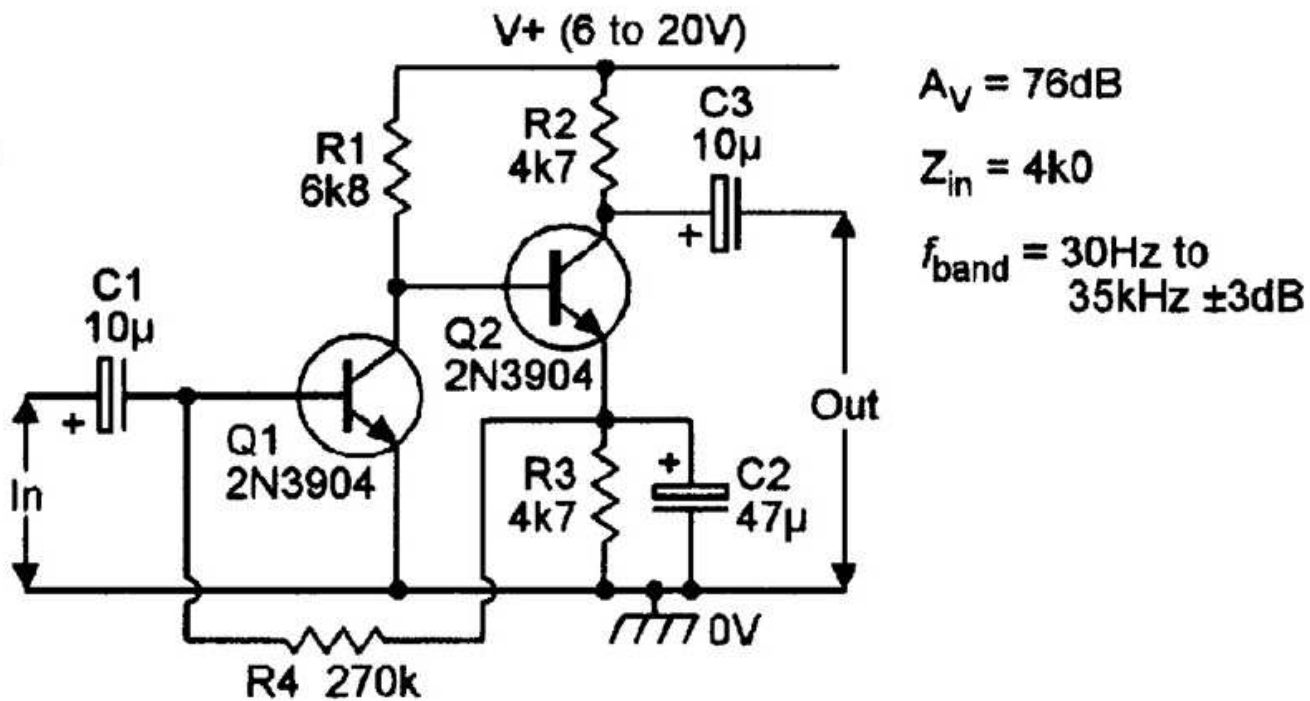 V+ (6 to 20V)
A_V = 76dB
Z_in = 4k0
f_band = 30Hz to
35kHz ±3dB
R1
6k8
R2
4k7
C3
10µ
+
C1
10µ
+
Q1
2N3904
Q2
2N3904
In
Out
R3
4k7
+
C2
47µ
0V
R4 270k